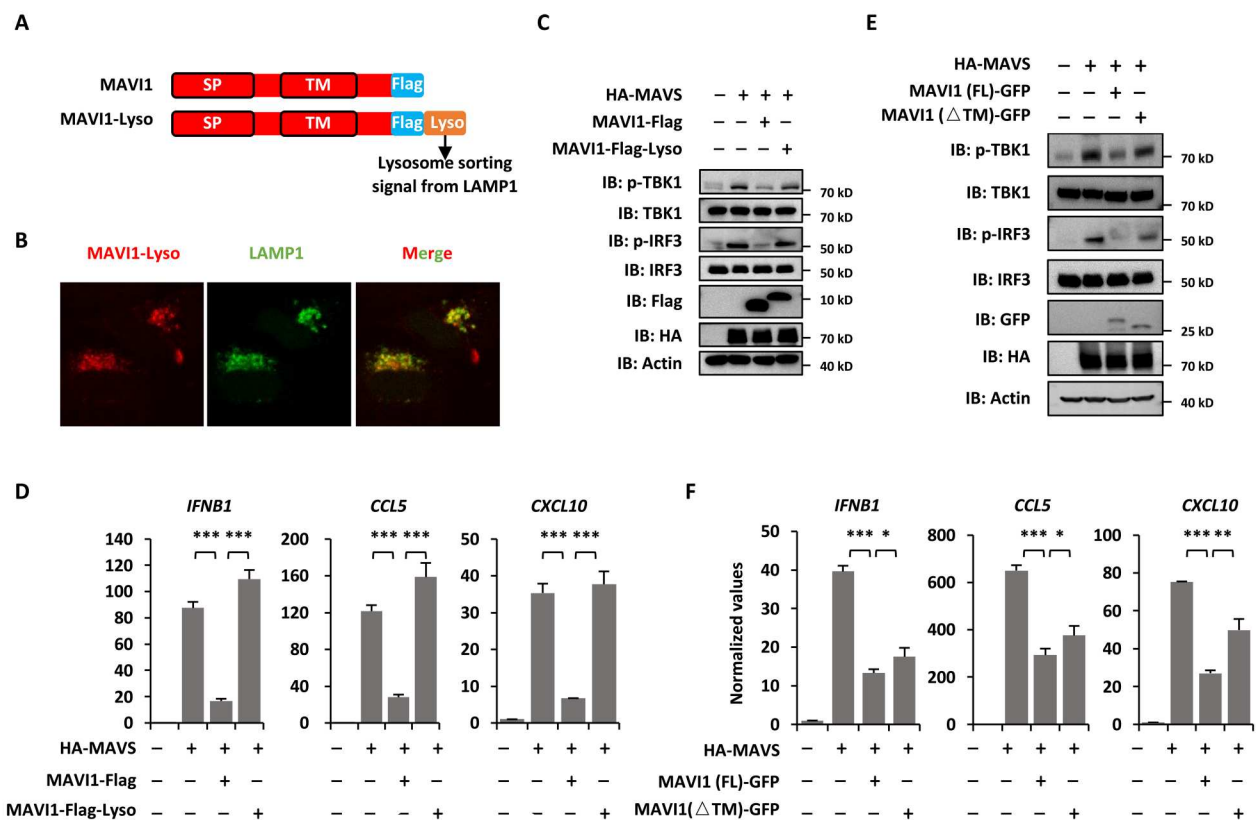 A
MAVI1
SP
TM
Flag
MAVI1-Lyso
SP
TM
Flag
Lyso
Lysosome sorting
signal from LAMP1
B
MAVI1-Lyso
LAMP1
Merge
C
HA-MAVS – + + +
MAVI1-Flag – – + –
MAVI1-Flag-Lyso – – – +
IB: p-TBK1
70 kD
IB: TBK1
70 kD
IB: p-IRF3
50 kD
IB: IRF3
50 kD
IB: Flag
10 kD
IB: HA
70 kD
IB: Actin
40 kD
E
HA-MAVS – + + +
MAVI1 (FL)-GFP – – + –
MAVI1 (△TM)-GFP – – – +
IB: p-TBK1
70 kD
IB: TBK1
70 kD
IB: p-IRF3
50 kD
IB: IRF3
50 kD
IB: GFP
25 kD
IB: HA
70 kD
IB: Actin
40 kD
D
IFNB1
*** ***
140
120
100
80
60
40
20
0
CCL5
*** ***
200
160
120
80
40
0
CXCL10
*** ***
50
40
30
20
10
0
HA-MAVS – + + + – + + + – + + +
MAVI1-Flag – – + – – – + – – – + –
MAVI1-Flag-Lyso – – – + – – – + – – – +
F
Normalized values
IFNB1
*** *
50
40
30
20
10
0
CCL5
*** *
800
600
400
200
0
CXCL10
*** **
100
80
60
40
20
0
HA-MAVS – + + + – + + + – + + +
MAVI1 (FL)-GFP – – + – – – + – – – + –
MAVI1(△TM)-GFP – – – + – – – + – – – +